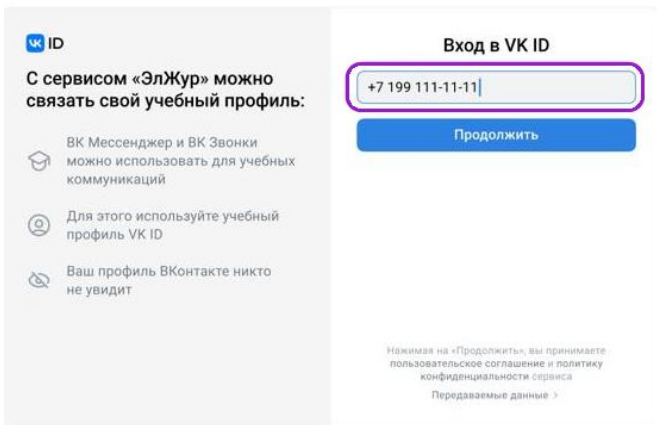 VK ID
С сервисом «ЭлЖур» можно
связать свой учебный профиль:
ВК Мессенджер и ВК Звонки
можно использовать для учебных
коммуникаций
Для этого используйте учебный
профиль VK ID
Ваш профиль ВКонтакте никто
не увидит
Вход в VK ID
+7 199 111-11-11
Продолжить
Нажимая на «Продолжить», вы принимаете
пользовательское соглашение и политику
конфиденциальности сервиса
Передаваемые данные >